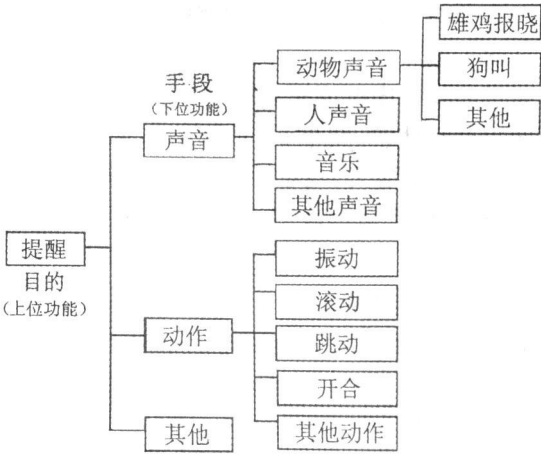 雄鸡报晓
手段
动物声音
狗叫
(下位功能)
人声音
其他
声音
音乐
其他声音
提醒
振动
目的
滚动
(上位功能)
动作
跳动
开合
其他
其他动作